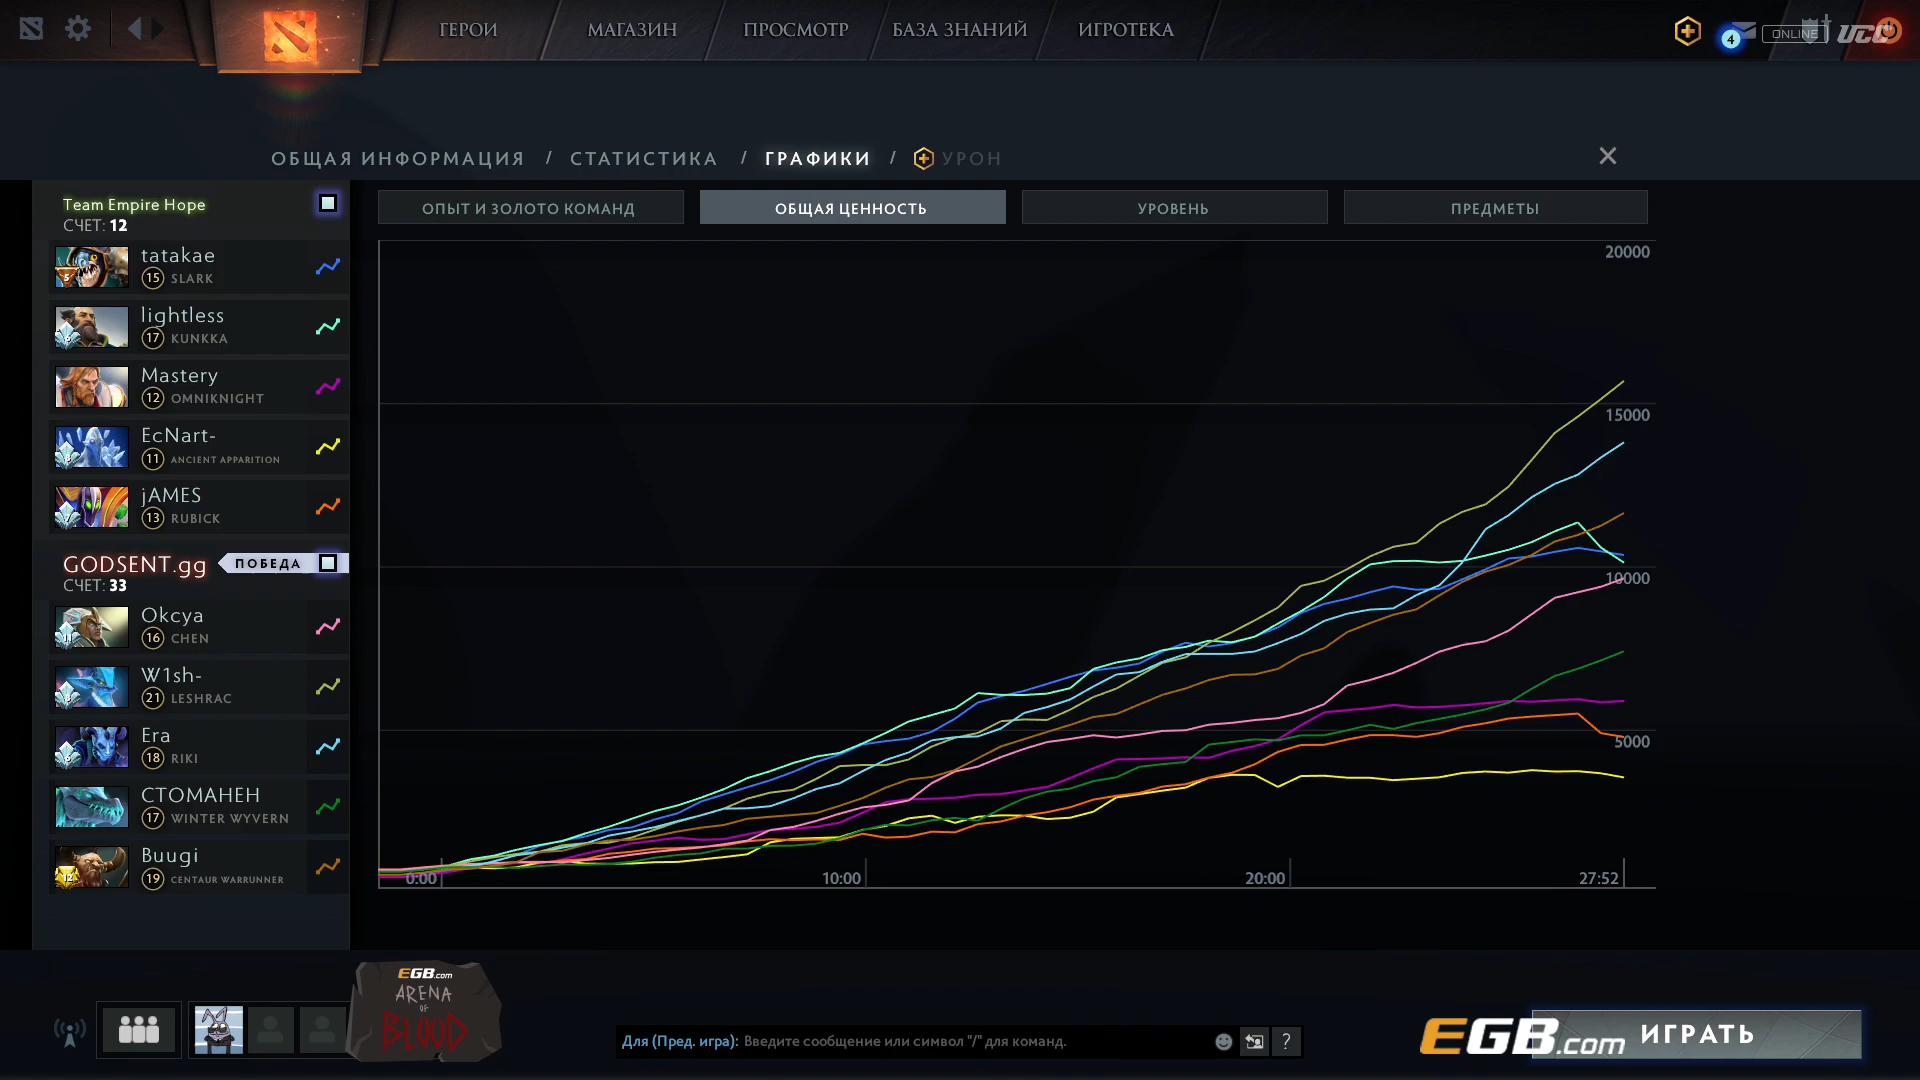 ГЕРОИ
МАГАЗИН
ПРОСМОТР
БАЗА ЗНАНИЙ
ИГРОТЕКА
4
ONLINE
UCC
ОБЩАЯ ИНФОРМАЦИЯ / СТАТИСТИКА / ГРАФИКИ / УРОН
ОПЫТ И ЗОЛОТО КОМАНД
ОБЩАЯ ЦЕННОСТЬ
УРОВЕНЬ
ПРЕДМЕТЫ
Team Empire Hope
СЧЕТ: 12
tatakae
5
15 SLARK
lightless
17 KUNKKA
Mastery
12 OMNIKNIGHT
EcNart-
11 ANCIENT APPARITION
jAMES
13 RUBICK
GODSENT.gg
ПОБЕДА
СЧЕТ: 33
Okcya
16 CHEN
W1sh-
21 LESHRAC
Era
18 RIKI
СТОМАНЕН
17 WINTER WYVERN
Buugi
12
19 CENTAUR WARRUNNER
20000
15000
10000
5000
0:00
10:00
20:00
27:52
EGB.com
ARENA
OF
BLOOD
Для (Пред. игра): Введите сообщение или символ "/" для команд.
?
EGB.com
ИГРАТЬ